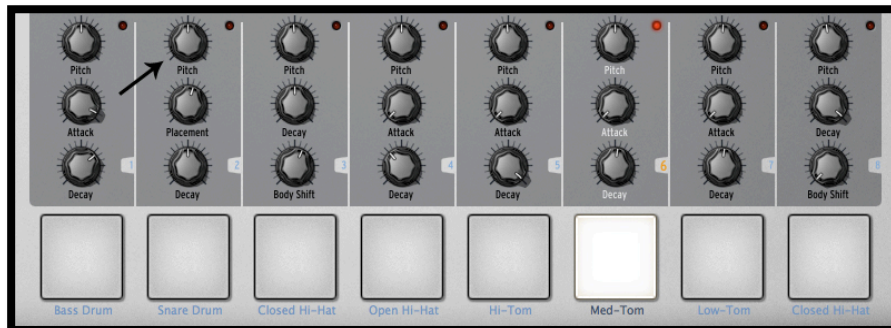 Pitch Pitch Pitch Pitch Pitch Pitch Pitch Pitch
Attack Placement Decay Attack Attack Attack Attack Decay
1 2 3 4 5 6 7 8
Decay Decay Body Shift Decay Decay Decay Decay Body Shift
Bass Drum Snare Drum Closed Hi-Hat Open Hi-Hat Hi-Tom Med-Tom Low-Tom Closed Hi-Hat